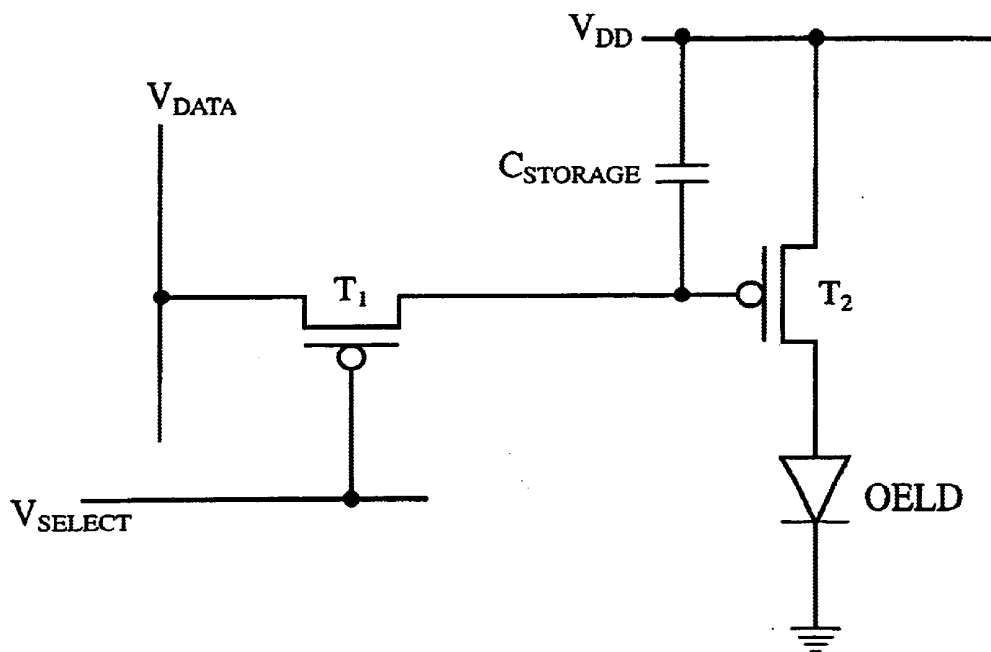 V_DD
V_DATA
C_STORAGE
T_1
T_2
OELD
V_SELECT